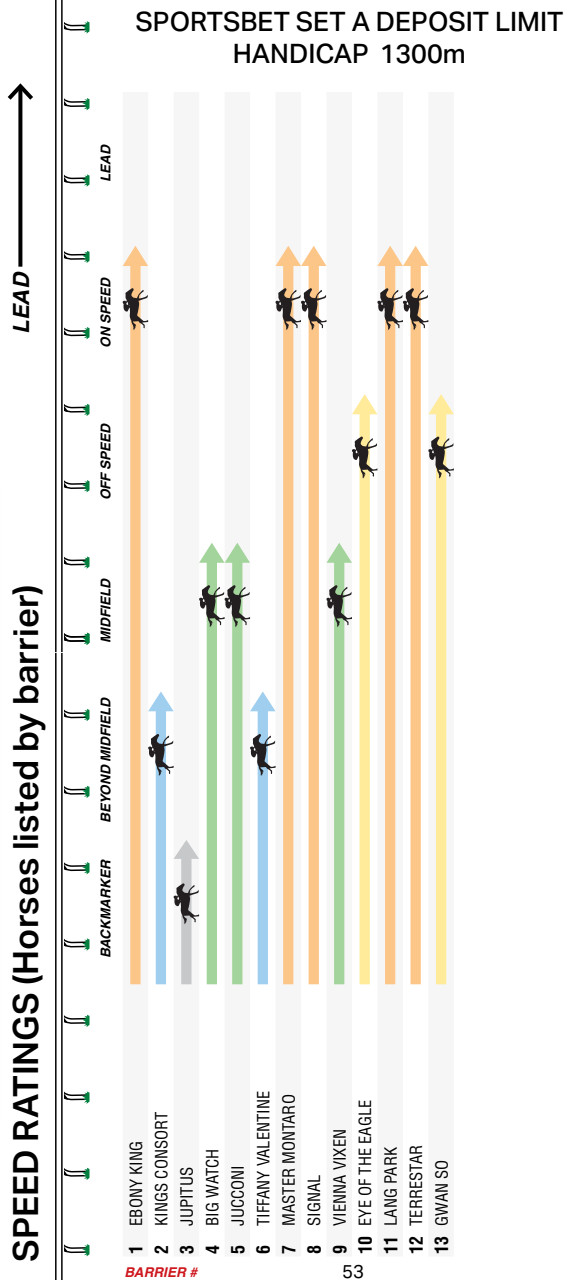 SPORTSBET SET A DEPOSIT LIMIT
HANDICAP 1300m
SPEED RATINGS (Horses listed by barrier)
LEAD
LEAD
ON SPEED
OFF SPEED
MIDFIELD
BEYOND MIDFIELD
BACKMARKER
1 EBONY KING
2 KINGS CONSORT
3 JUPITUS
4 BIG WATCH
5 JUCCONI
6 TIFFANY VALENTINE
7 MASTER MONTARO
8 SIGNAL
9 VIENNA VIXEN
10 EYE OF THE EAGLE
11 LANG PARK
12 TERRESTAR
13 GWAN SO
BARRIER #
53